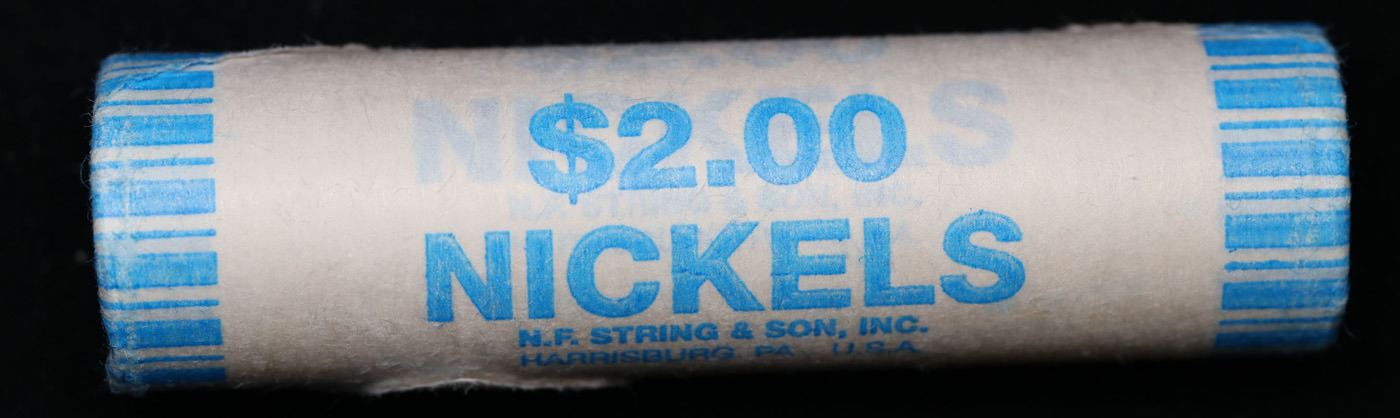 $2.00
NICKELS
N.F. STRING & SON, INC.
HARRISBURG, PA U.S.A.